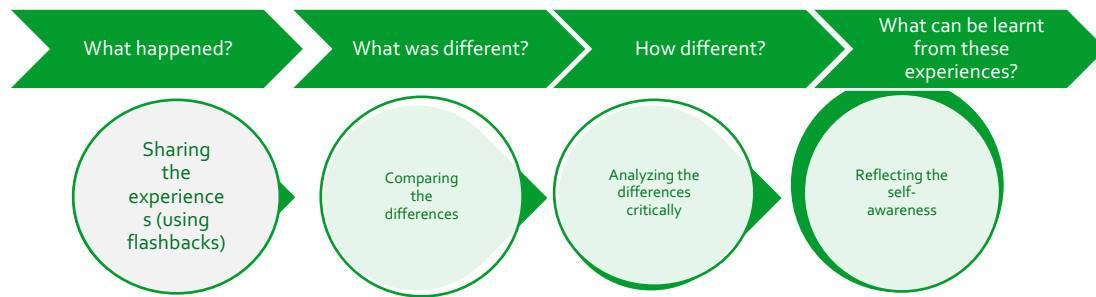 What happened?
What was different?
How different?
What can be learnt
from these
experiences?
Sharing
the
experience
s (using
flashbacks)
Comparing
the
differences
Analyzing the
differences
critically
Reflecting the
self-
awareness